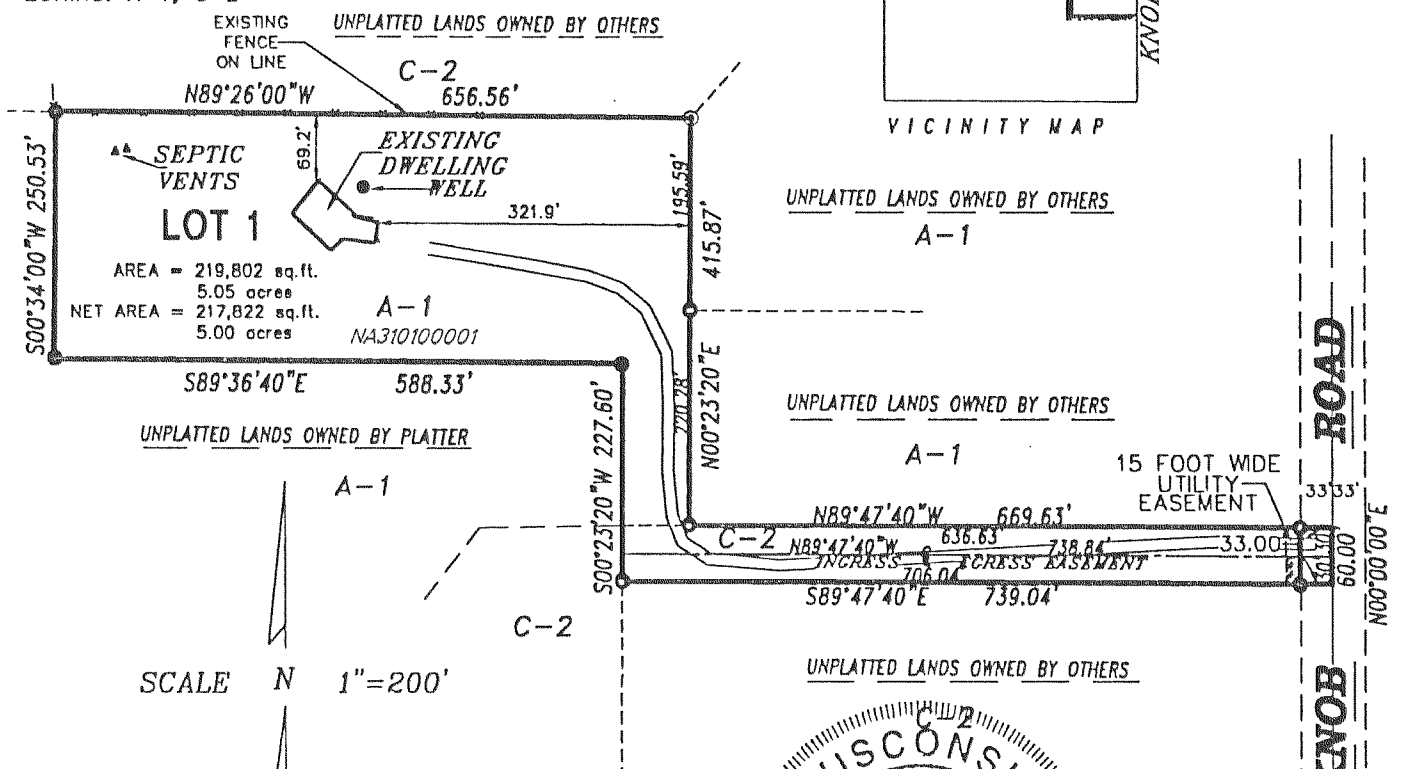 EXISTING
FENCE
ON LINE
UNPLATTED LANDS OWNED BY OTHERS
C-2
N89°26'00"W 656.56'
VICINITY MAP
69.2'
EXISTING
DWELLING
WELL
SEPTIC
VENTS
LOT 1
321.9'
195.59'
415.87'
S00°34'00"W 250.53'
AREA = 219,802 sq.ft.
5.05 acres
NET AREA = 217,822 sq.ft.
5.00 acres
A-1
NA310100001
UNPLATTED LANDS OWNED BY OTHERS
A-1
S89°36'40"E 588.33'
UNPLATTED LANDS OWNED BY PLATTER
A-1
S00°23'20"W 227.60'
220.28'
N00°23'20"E
UNPLATTED LANDS OWNED BY OTHERS
A-1
15 FOOT WIDE
UTILITY
EASEMENT
ROAD
33'
33'
N89°47'40"W 669.63'
C-2
636.63'
N89°47'40"W
738.84'
33.00
INGRESS EGRESS EASEMENT
706.04'
S89°47'40"E 739.04'
30.30
60.00
N00°00'00"E
C-2
SCALE N 1"=200'
UNPLATTED LANDS OWNED BY OTHERS
C-2
KNOB